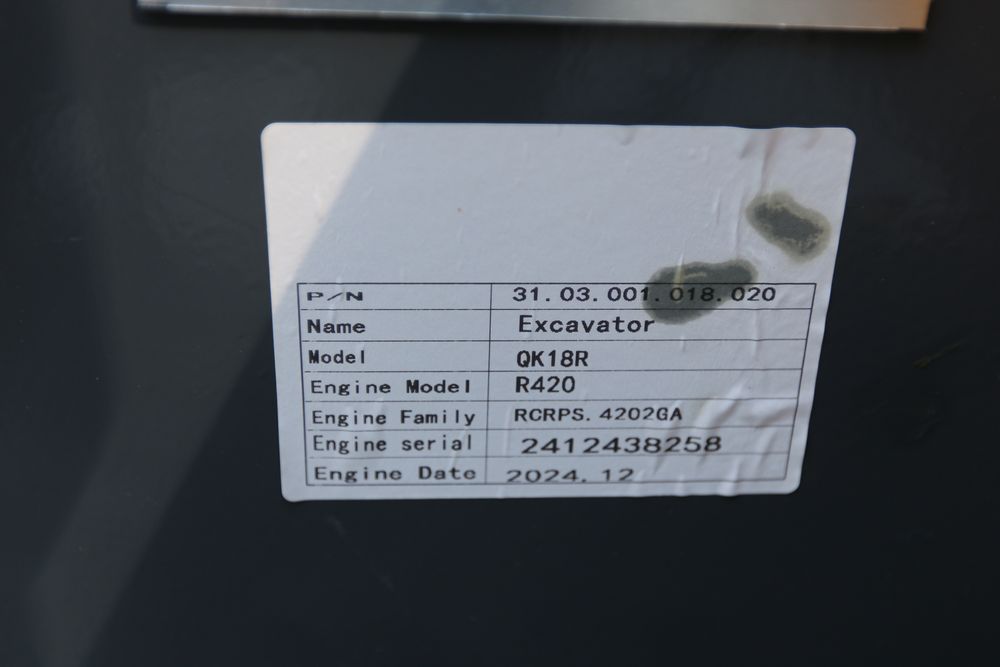 P/N 31.03.001.018.020
Name Excavator
Model QK18R
Engine Model R420
Engine Family RCRPS.4202GA
Engine serial 2412438258
Engine Date 2024.12